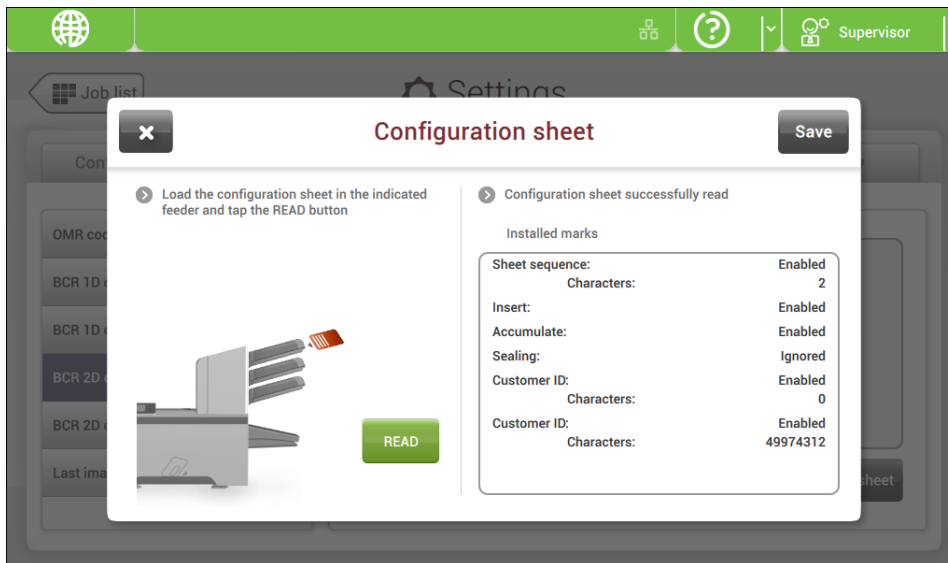 Supervisor
Job list
Settings
Configuration sheet
Save
Load the configuration sheet in the indicated
feeder and tap the READ button
READ
Configuration sheet successfully read
Installed marks
Sheet sequence: Enabled
Characters: 2
Insert: Enabled
Accumulate: Enabled
Sealing: Ignored
Customer ID: Enabled
Characters: 0
Customer ID: Enabled
Characters: 49974312
OMR
BCR 1D
BCR 1D
BCR 2D
BCR 2D
Last
sheet